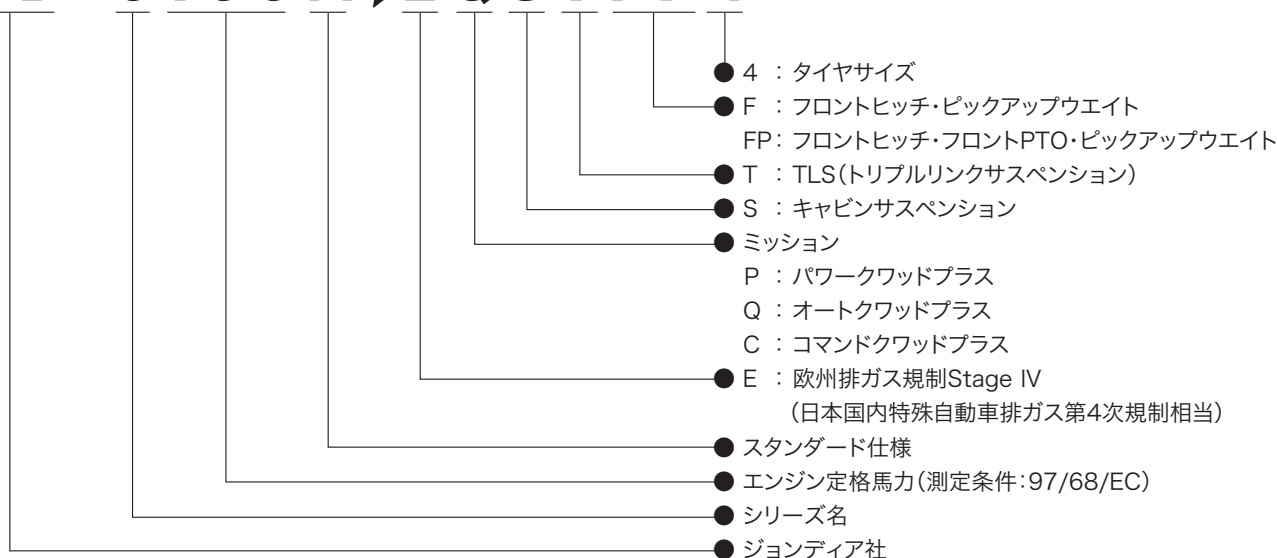 4 : タイヤサイズ
F : フロントヒッチ・ピックアップウエイト
FP : フロントヒッチ・フロントPTO・ピックアップウエイト
T : TLS(トリプルリンクサスペンション)
S : キャビンサスペンション
ミッション
P : パワークワッドプラス
Q : オートクワッドプラス
C : コマンドクワッドプラス
E : 欧州排ガス規制Stage Ⅳ
(日本国内特殊自動車排ガス第4次規制相当)
スタンダード仕様
エンジン定格馬力(測定条件:97/68/EC)
シリーズ名
ジョンディア社